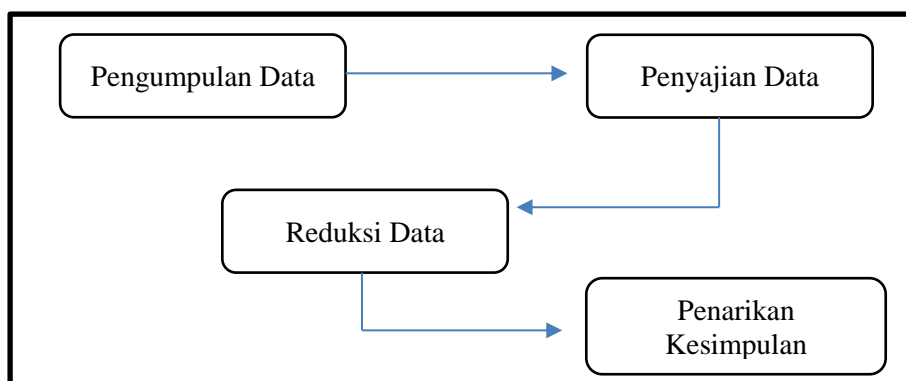 Pengumpulan Data
Penyajian Data
Reduksi Data
Penarikan
Kesimpulan